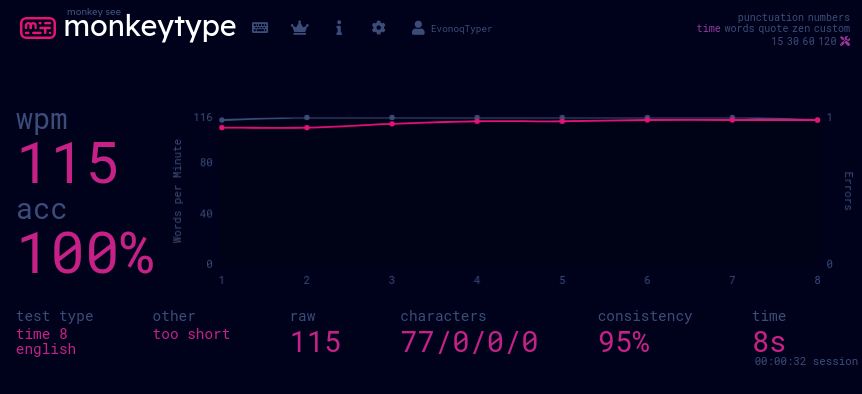 monkey see
monkeytype
EvonoqTyper
punctuation numbers
time words quote zen custom
15 30 60 120
wpm
115
acc
100%
116
80
40
0
Words per Minute
1
0
Errors
1 2 3 4 5 6 7 8
test type
time 8
english
other
too short
raw
115
characters
77/0/0/0
consistency
95%
time
8s
00:00:32 session